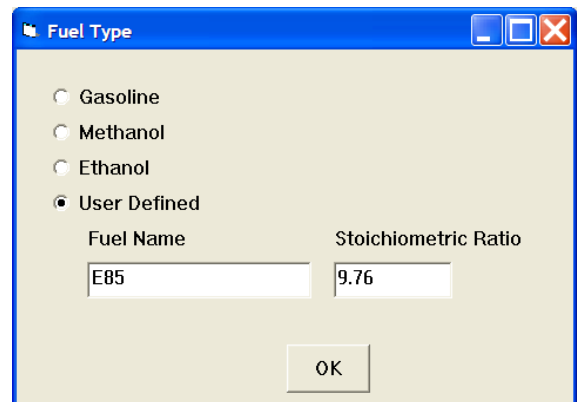 Fuel Type
Gasoline
Methanol
Ethanol
User Defined
Fuel Name Stoichiometric Ratio
E85 9.76
OK